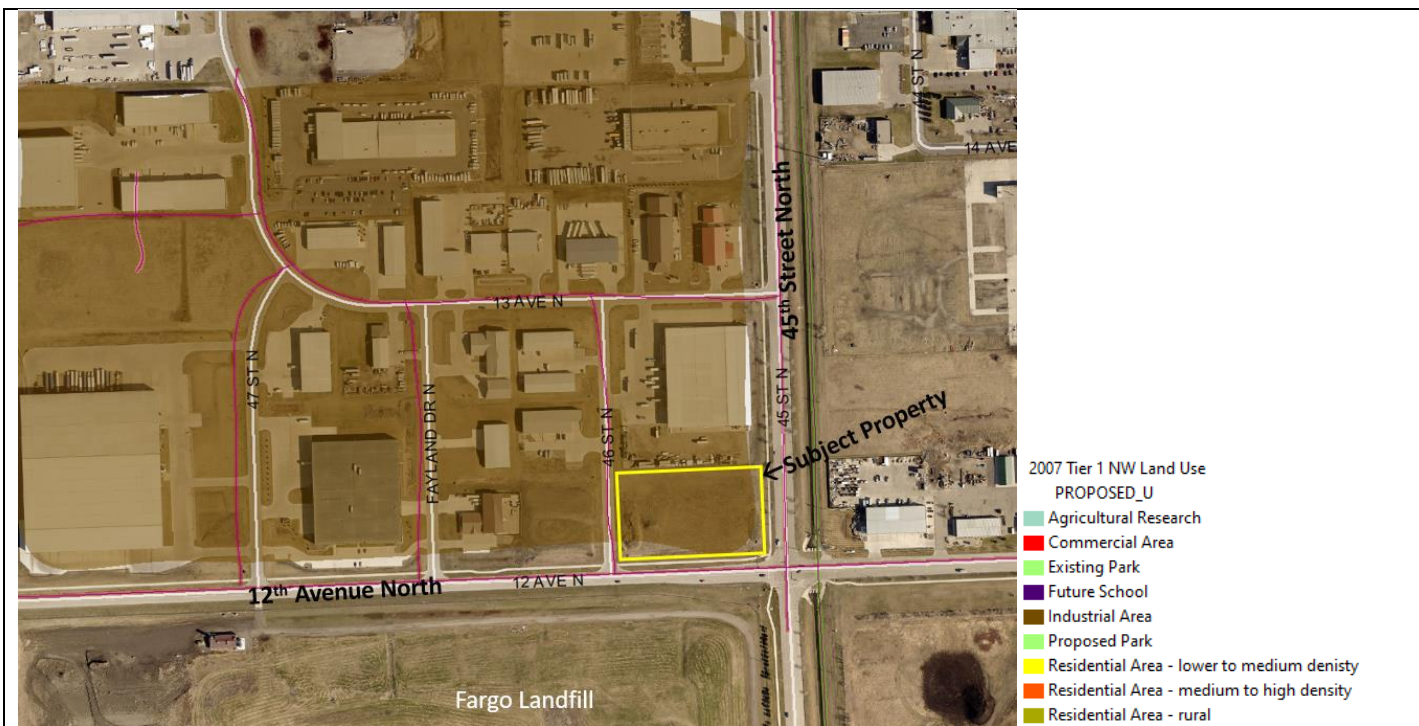 14 ST N
14 AVE
45th Street North
13 AVE N
47 ST N
FAYLAND DR N
46 ST N
45 ST N
←Subject Property
12 AVE N
12th Avenue North
Fargo Landfill
2007 Tier 1 NW Land Use
PROPOSED_U
Agricultural Research
Commercial Area
Existing Park
Future School
Industrial Area
Proposed Park
Residential Area - lower to medium denisty
Residential Area - medium to high density
Residential Area - rural